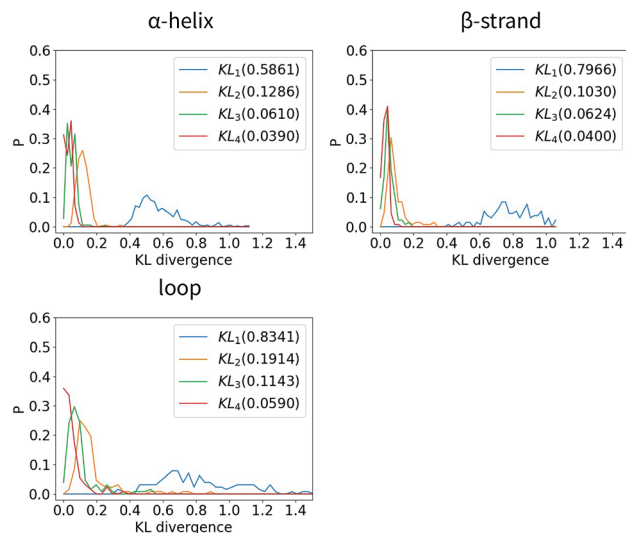 α-helix
0.6
0.5
0.4
0.3
0.2
0.1
0.0
P
KL₁(0.5861)
KL₂(0.1286)
KL₃(0.0610)
KL₄(0.0390)
0.0 0.2 0.4 0.6 0.8 1.0 1.2 1.4
KL divergence
β-strand
0.6
0.5
0.4
0.3
0.2
0.1
0.0
P
KL₁(0.7966)
KL₂(0.1030)
KL₃(0.0624)
KL₄(0.0400)
0.0 0.2 0.4 0.6 0.8 1.0 1.2 1.4
KL divergence
loop
0.6
0.5
0.4
0.3
0.2
0.1
0.0
P
KL₁(0.8341)
KL₂(0.1914)
KL₃(0.1143)
KL₄(0.0590)
0.0 0.2 0.4 0.6 0.8 1.0 1.2 1.4
KL divergence